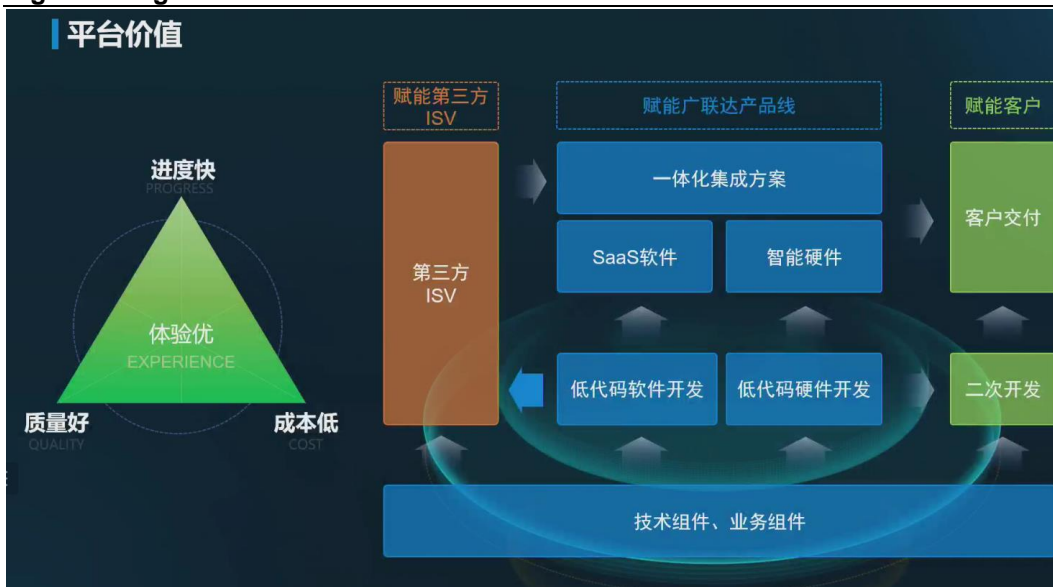 平台价值
进度快
PROGRESS
体验优
EXPERIENCE
质量好
QUALITY
成本低
COST
赋能第三方
ISV
赋能广联达产品线
赋能客户
第三方
ISV
一体化集成方案
SaaS软件
智能硬件
客户交付
低代码软件开发
低代码硬件开发
二次开发
技术组件、业务组件